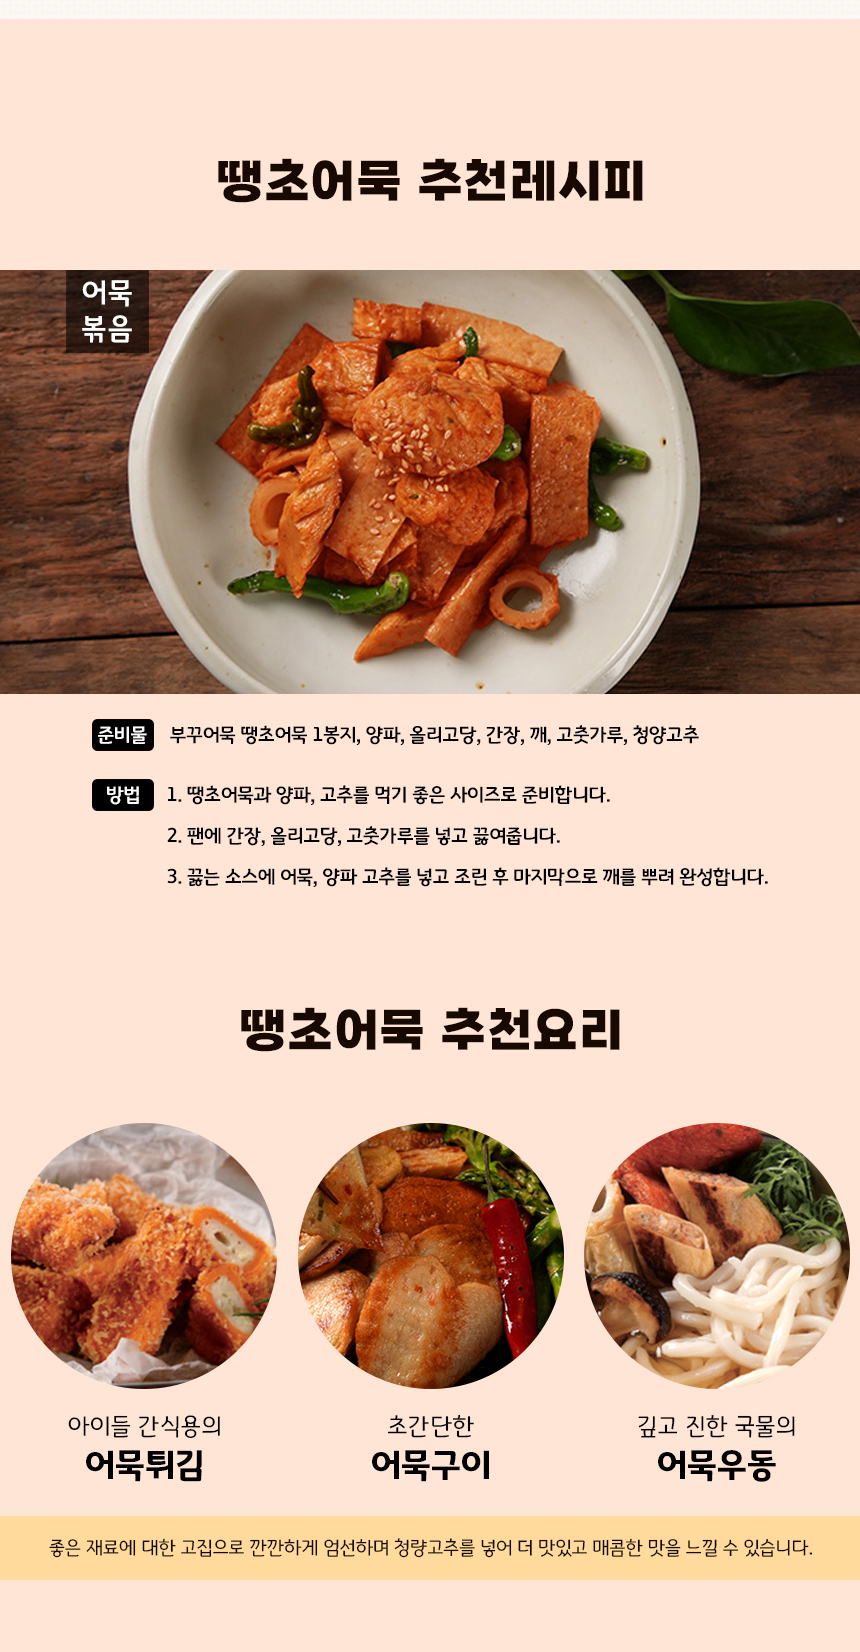 땡초어묵 추천레시피
어묵
볶음
준비물 부꾸어묵 땡초어묵 1봉지, 양파, 올리고당, 간장, 깨, 고춧가루, 청양고추
방법 1. 땡초어묵과 양파, 고추를 먹기 좋은 사이즈로 준비합니다.
2. 팬에 간장, 올리고당, 고춧가루를 넣고 끓여줍니다.
3. 끓는 소스에 어묵, 양파 고추를 넣고 조린 후 마지막으로 깨를 뿌려 완성합니다.
땡초어묵 추천요리
아이들 간식용의
어묵튀김
초간단한
어묵구이
깊고 진한 국물의
어묵우동
좋은 재료에 대한 고집으로 깐깐하게 엄선하며 청량고추를 넣어 더 맛있고 매콤한 맛을 느낄 수 있습니다.